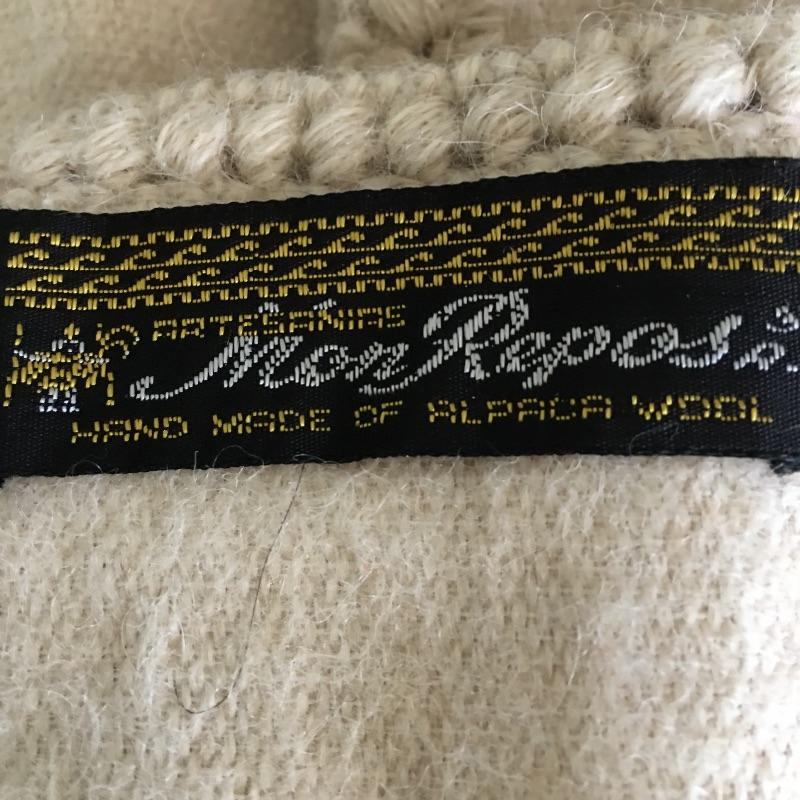 ARTESANIAS
Mon Repos
HAND MADE OF ALPACA WOOL